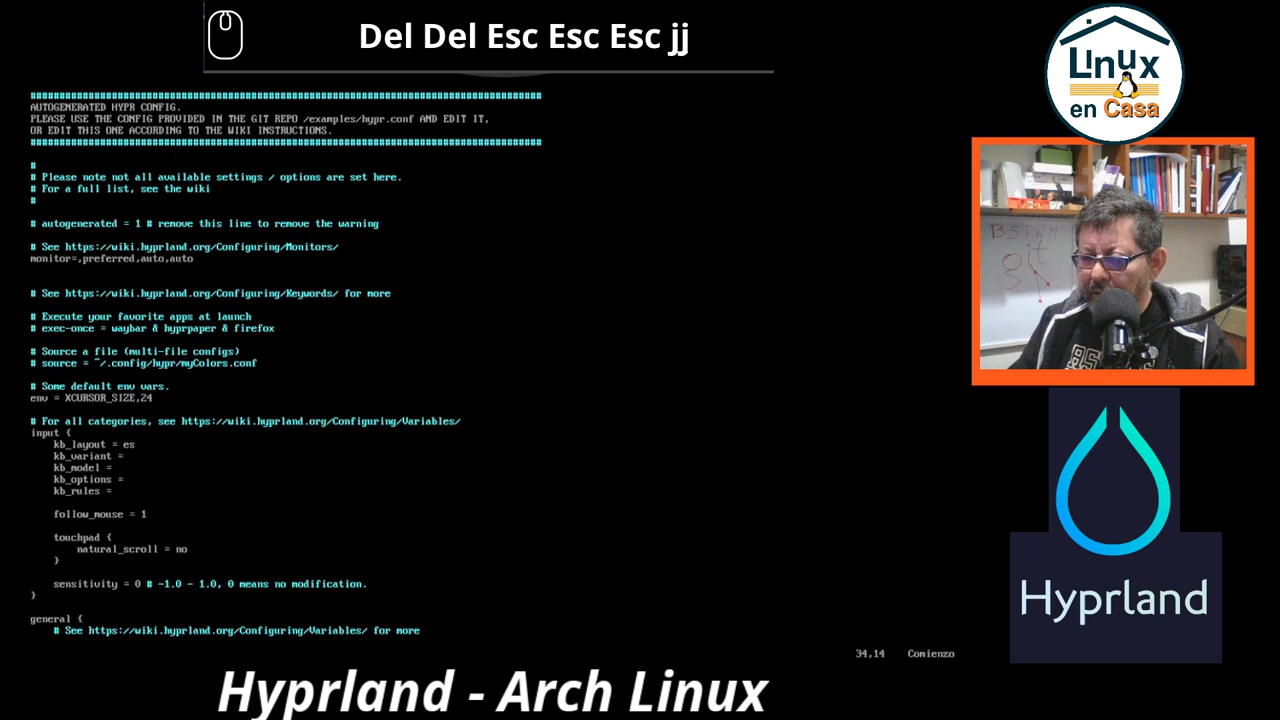 Del Del Esc Esc Esc jj
Linux
en Casa
################################################################
AUTOGENERATED HYPR CONFIG.
PLEASE USE THE CONFIG PROVIDED IN THE GIT REPO /examples/hypr.conf AND EDIT IT,
OR EDIT THIS ONE ACCORDING TO THE WIKI INSTRUCTIONS.
################################################################
#
# Please note not all available settings / options are set here.
# For a full list, see the wiki
#
# autogenerated = 1 # remove this line to remove the warning
# See https://wiki.hyprland.org/Configuring/Monitors/
monitor=,preferred,auto,auto
# See https://wiki.hyprland.org/Configuring/Keywords/ for more
# Execute your favorite apps at launch
# exec-once = waybar & hyprpaper & firefox
# Source a file (multi-file configs)
# source = ~/.config/hypr/myColors.conf
# Some default env vars.
env = XCURSOR_SIZE,24
# For all categories, see https://wiki.hyprland.org/Configuring/Variables/
input {
kb_layout = es
kb_variant =
kb_model =
kb_options =
kb_rules =
follow_mouse = 1
touchpad {
natural_scroll = no
}
sensitivity = 0 # -1.0 - 1.0, 0 means no modification.
}
general {
# See https://wiki.hyprland.org/Configuring/Variables/ for more
34,14 Comienzo
BSPWM
git
Hyprland
Hyprland - Arch Linux